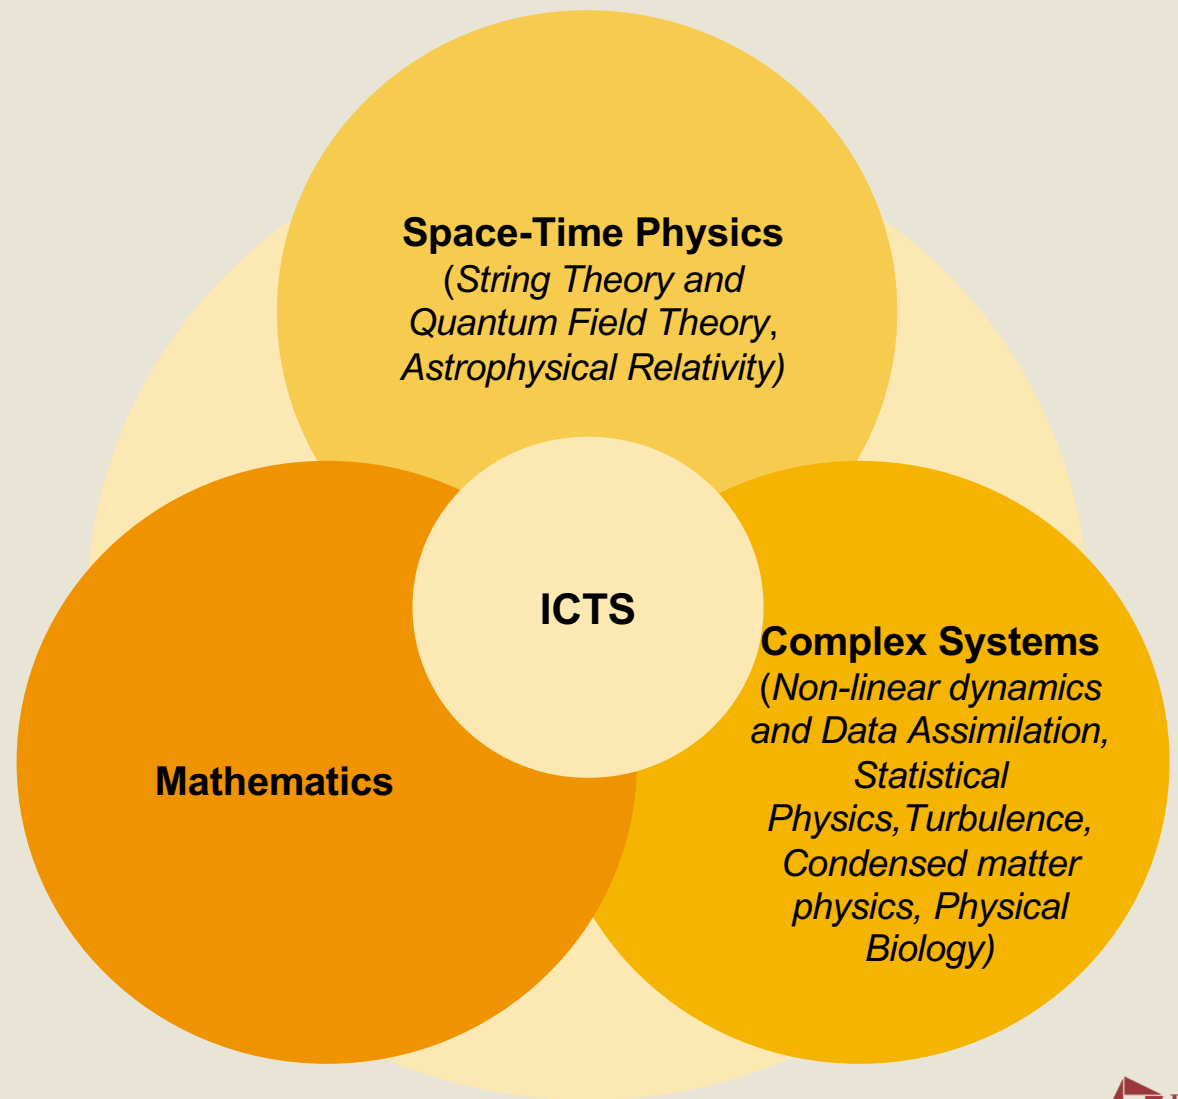 Space-Time Physics
(String Theory and
Quantum Field Theory,
Astrophysical Relativity)
ICTS
Mathematics
Complex Systems
(Non-linear dynamics
and Data Assimilation,
Statistical
Physics,Turbulence,
Condensed matter
physics, Physical
Biology)